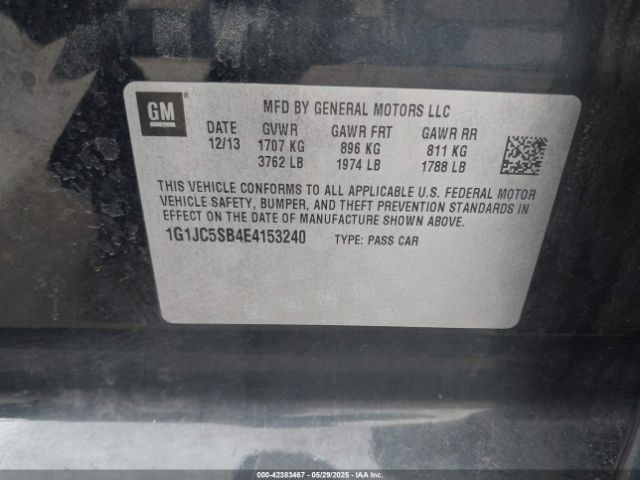 GM®
MFD BY GENERAL MOTORS LLC
DATE GVWR GAWR FRT GAWR RR
12/13 1707 KG 896 KG 811 KG
3762 LB 1974 LB 1788 LB
THIS VEHICLE CONFORMS TO ALL APPLICABLE U.S. FEDERAL MOTOR
VEHICLE SAFETY, BUMPER, AND THEFT PREVENTION STANDARDS IN
EFFECT ON THE DATE OF MANUFACTURE SHOWN ABOVE.
1G1JC5SB4E4153240 TYPE: PASS CAR
000-42383467 - 05/29/2025 - IAA Inc.